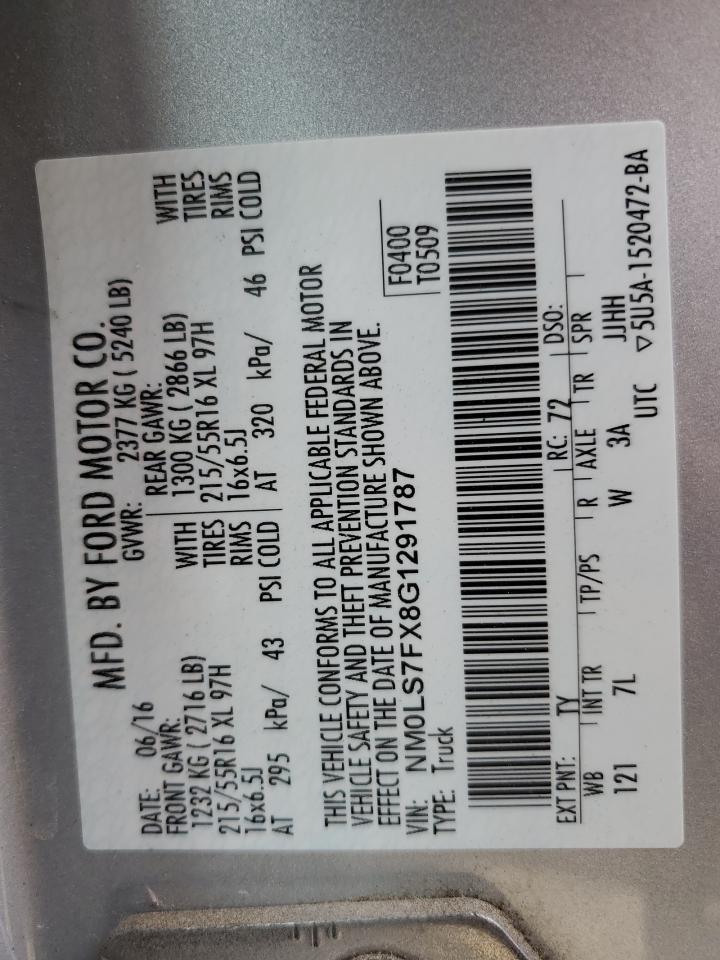 MFD. BY FORD MOTOR CO.
DATE: 06/16 GVWR: 2377 KG ( 5240 LB)
FRONT GAWR: REAR GAWR:
1232 KG ( 2716 LB) WITH 1300 KG ( 2866 LB) WITH
215/55R16 XL 97H TIRES 215/55R16 XL 97H TIRES
16x6.5J RIMS 16x6.5J RIMS
AT 295 kPa/ 43 PSI COLD AT 320 kPa/ 46 PSI COLD
THIS VEHICLE CONFORMS TO ALL APPLICABLE FEDERAL MOTOR
VEHICLE SAFETY AND THEFT PREVENTION STANDARDS IN
EFFECT ON THE DATE OF MANUFACTURE SHOWN ABOVE.
VIN: NM0LS7FX8G1291787 F0400
TYPE: Truck T0509
EXT PNT: TY RC: 72 DSO:
WB INT TR TP/PS R AXLE TR SPR
121 7L W 3A JJHH
UTC ▽5U5A-1520472-BA